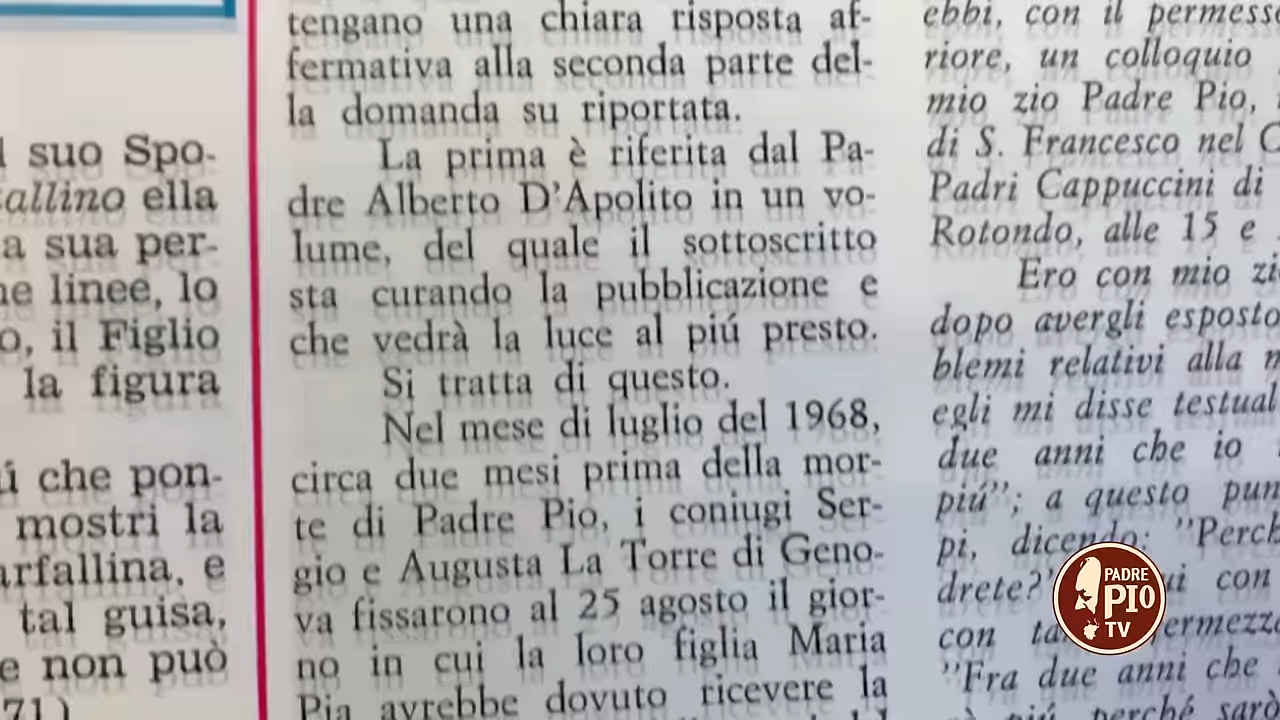 suo Spo-
allino ella
a sua per-
linee, lo
il Figlio
la figura
che pon-
mostri la
arfallina, e
tal guisa,
e non può
71)
tengano una chiara risposta af-
fermativa alla seconda parte del-
la domanda su riportata.
La prima è riferita dal Pa-
dre Alberto D'Apolito in un vo-
lume, del quale il sottoscritto
sta curando la pubblicazione e
che vedrà la luce al piú presto.
Si tratta di questo.
Nel mese di luglio del 1968,
circa due mesi prima della mor-
te di Padre Pio, i coniugi Ser-
gio e Augusta La Torre di Geno-
va fissarono al 25 agosto il gior-
no in cui la loro figlia Maria
Pia avrebbe dovuto ricevere la
ebbi, con il permess
riore, un colloquio
mio zio Padre Pio,
di S. Francesco nel C
Padri Cappuccini di
Rotondo, alle 15 e
Ero con mio zi
dopo avergli esposto
blemi relativi alla
egli mi disse testual
due anni che io
piú"; a questo pun
pi, dicendo: "Perch
drete?" con
con fermezza
"Fra due anni che
piú, perché sarò
PADRE
PIO
TV